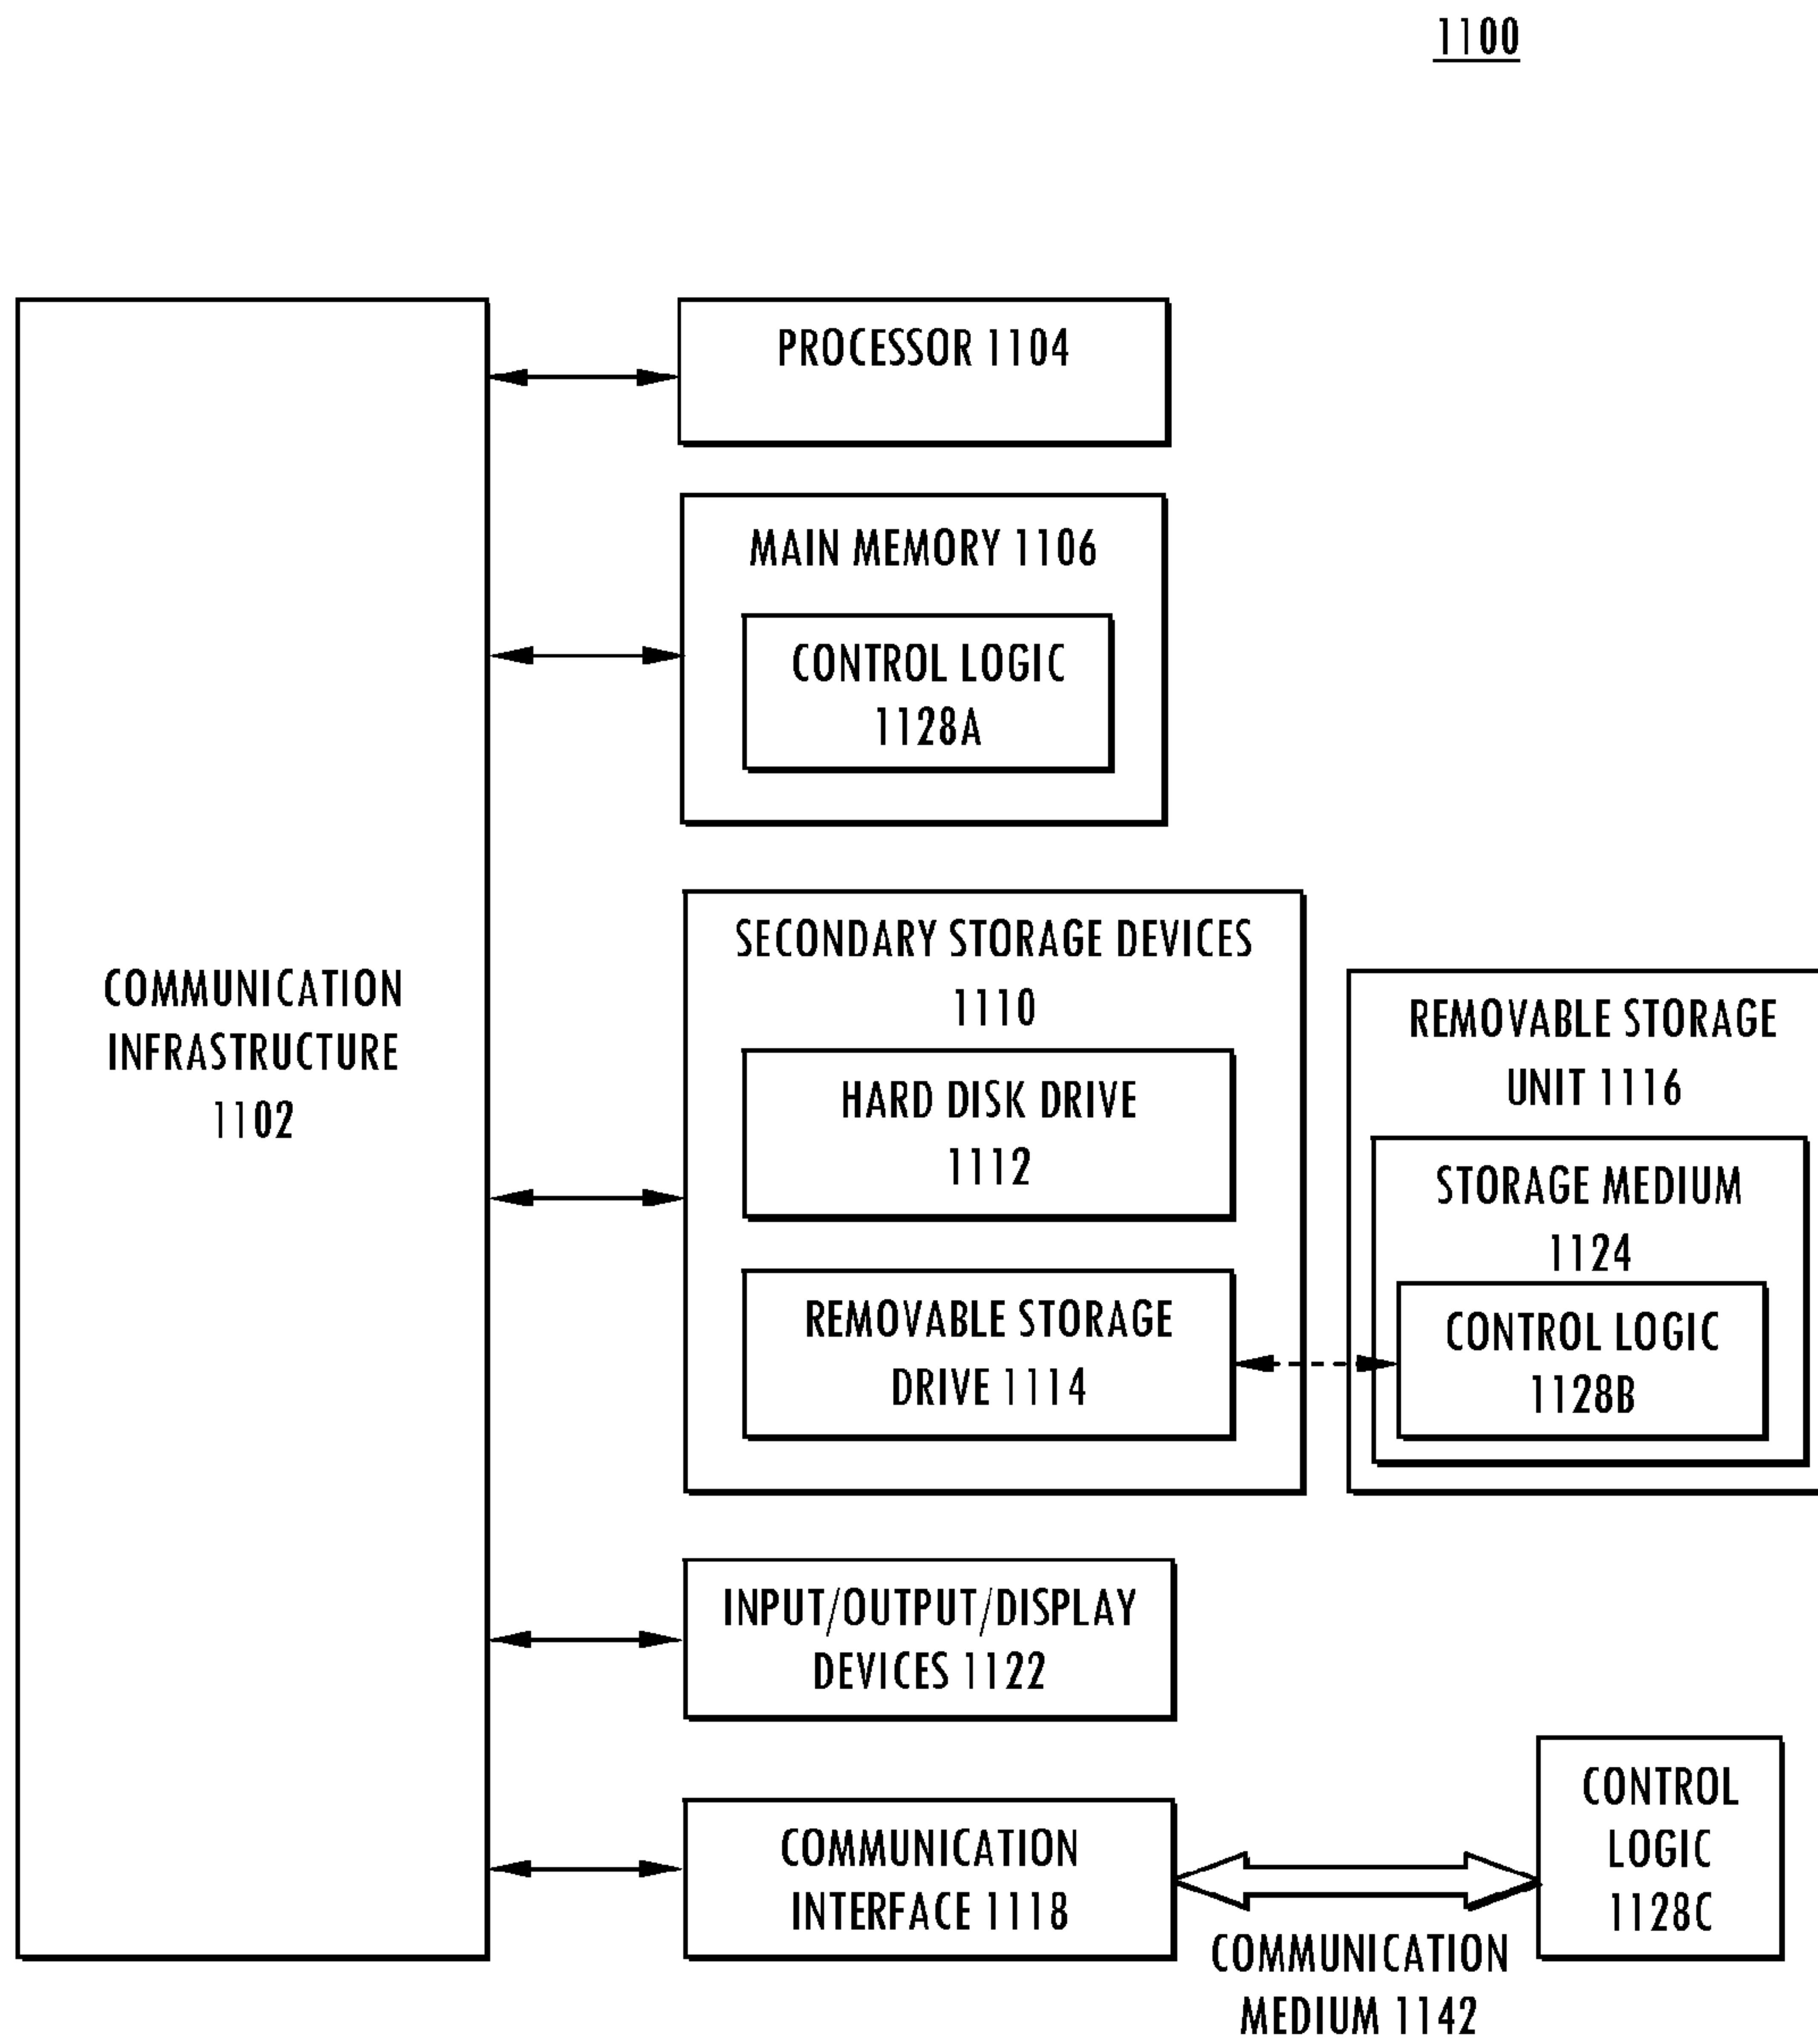 1100
PROCESSOR 1104
MAIN MEMORY 1106
CONTROL LOGIC
1128A
COMMUNICATION
INFRASTRUCTURE
1102
SECONDARY STORAGE DEVICES
1110
HARD DISK DRIVE
1112
REMOVABLE STORAGE
DRIVE 1114
REMOVABLE STORAGE
UNIT 1116
STORAGE MEDIUM
1124
CONTROL LOGIC
1128B
INPUT/OUTPUT/DISPLAY
DEVICES 1122
COMMUNICATION
INTERFACE 1118
COMMUNICATION
MEDIUM 1142
CONTROL
LOGIC
1128C